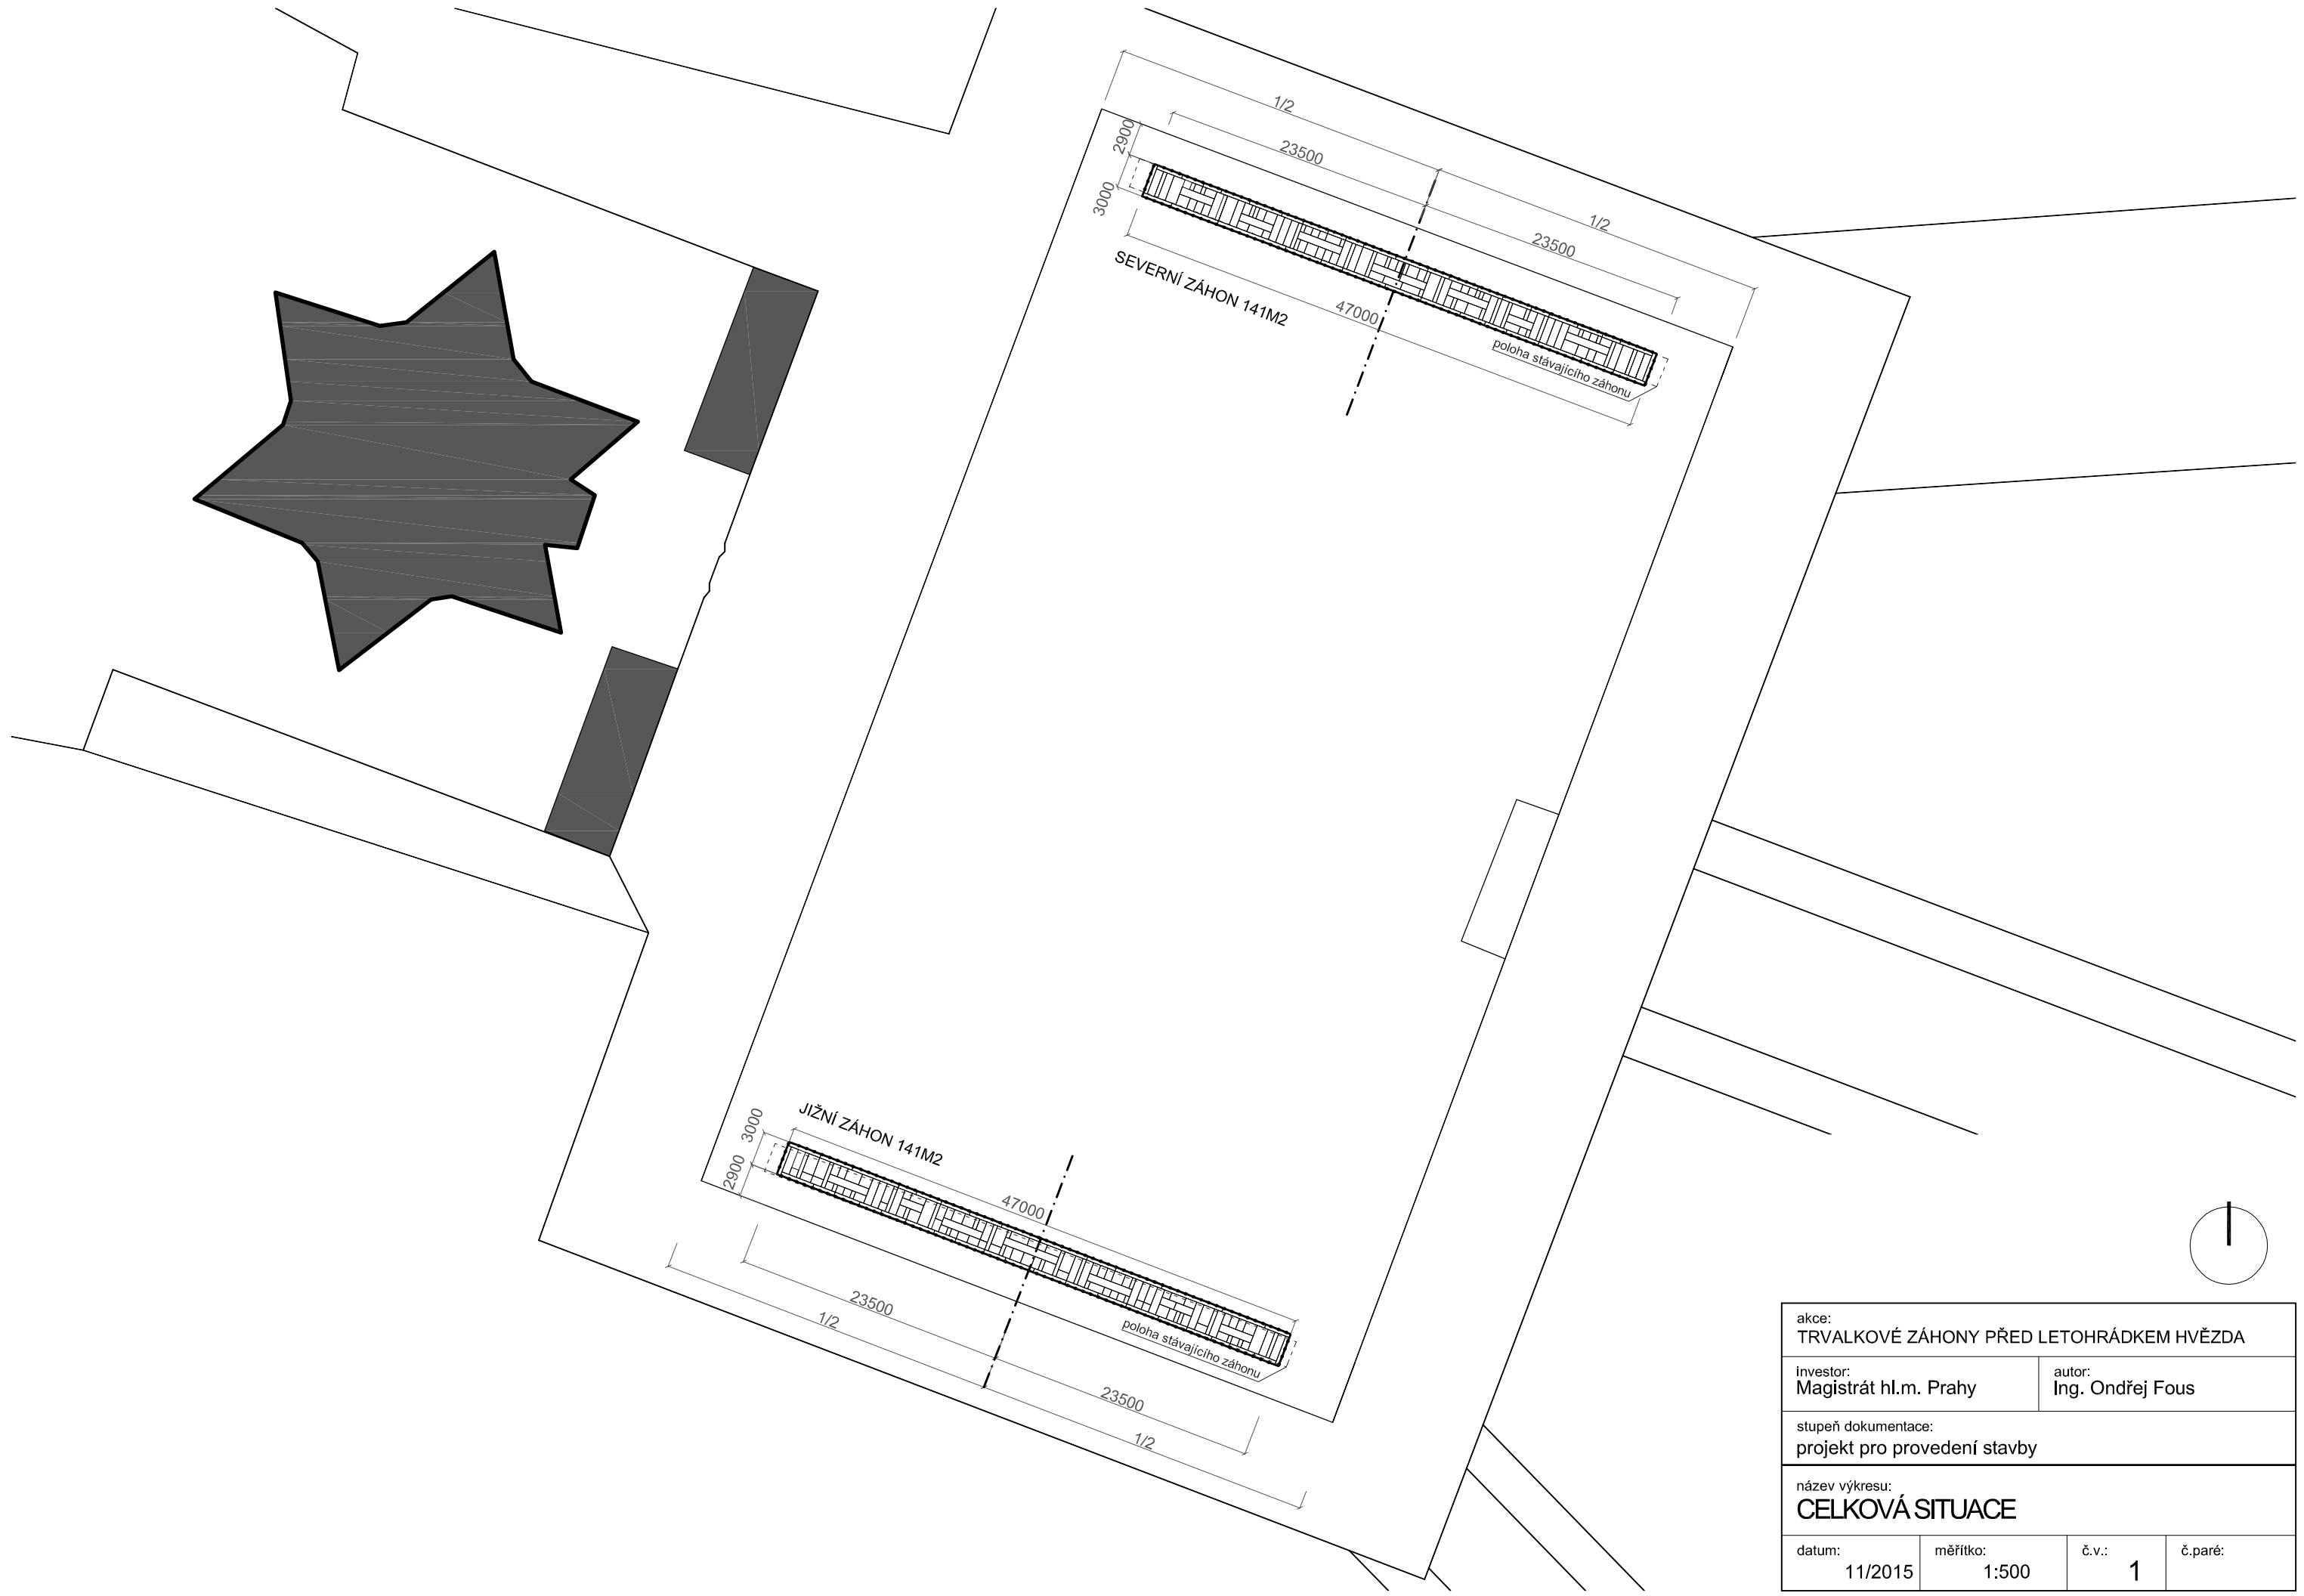 1/2
2900
23500
3000
1/2
23500
SEVERNÍ ZÁHON 141M2
47000
poloha stávajícího záhonu
JIŽNÍ ZÁHON 141M2
3000
2900
47000
23500
1/2
poloha stávajícího záhonu
23500
1/2
akce:
TRVALKOVÉ ZÁHONY PŘED LETOHRÁDKEM HVĚZDA
investor:
Magistrát hl.m. Prahy
autor:
Ing. Ondřej Fous
stupeň dokumentace:
projekt pro provedení stavby
název výkresu:
CELKOVÁ SITUACE
datum:
11/2015
měřítko:
1:500
č.v.:
1
č.paré: